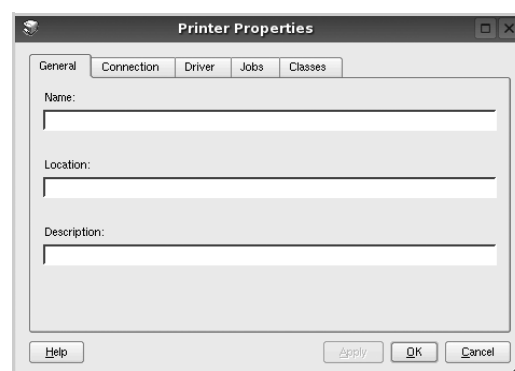 Printer Properties
General Connection Driver Jobs Classes
Name:
Location:
Description:
Help Apply OK Cancel